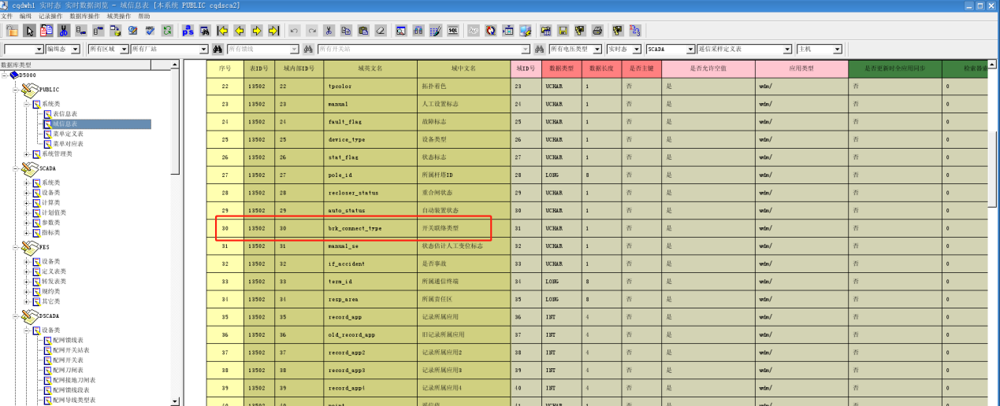 cqdwh1 实时态 实时数据浏览 - 域信息表 [本系统 PUBLIC cqdsca2]
文件 编辑 记录操作 数据库操作 域类操作 帮助
编辑态 所有区域 所有厂站 所有馈线 所有开关站 所有电压类型 实时态 SCADA 遥信采样定义表 主机
数据库类型
D5000
PUBLIC
系统类
表信息表
域信息表
菜单定义表
菜单对应表
系统管理类
SCADA
系统类
设备类
计算类
计划值类
参数类
指标类
FES
设备类
定义表类
转发表类
规约类
其它类
DSCADA
设备类
配网馈线表
配网开关站表
配网开关表
配网刀闸表
配网接地刀闸表
配网馈线段表
配网导线类型表
序号 表ID号 域内部ID号 域英文名 域中文名 域ID号 数据类型 数据长度 是否主键 是否允许空值 应用类型 是否更新时全应用同步 检索器索
22 13502 22 tpcolor 拓扑着色 23 UCHAR 1 否 是 wdm/ 否 0
23 13502 23 manual 人工设置标志 24 UCHAR 1 否 是 wdm/ 否 0
24 13502 24 fault_flag 故障标志 25 UCHAR 1 否 是 wdm/ 否 0
25 13502 25 device_type 设备类型 26 UCHAR 1 否 是 wdm/ 否 0
26 13502 26 stat_flag 状态标志 27 UCHAR 1 否 是 wdm/ 否 0
27 13502 27 pole_id 所属杆塔ID 28 LONG 8 否 是 wdm/ 否 0
28 13502 28 recloser_status 重合闸状态 29 UCHAR 1 否 是 wdm/ 否 0
29 13502 29 auto_status 自动装置状态 30 UCHAR 1 否 是 wdm/ 否 0
30 13502 30 brk_connect_type 开关联络类型 31 UCHAR 1 否 是 wdm/ 否 0
31 13502 31 manual_se 状态估计人工变位标志 32 UCHAR 1 否 是 wdm/ 否 0
32 13502 32 if_accident 是否事故 33 UCHAR 1 否 是 wdm/ 否 0
33 13502 33 term_id 所属通信终端 34 LONG 8 否 是 wdm/ 否 0
34 13502 34 resp_area 所属责任区 35 LONG 8 否 是 wdm/ 否 0
35 13502 35 record_app 记录所属应用 36 INT 4 否 是 wdm/ 否 0
36 13502 36 old_record_app 旧记录所属应用 37 INT 4 否 是 wdm/ 否 0
37 13502 37 record_app2 记录所属应用2 38 INT 4 否 是 wdm/ 否 0
38 13502 38 record_app3 记录所属应用3 39 INT 4 否 是 wdm/ 否 0
39 13502 39 record_app4 记录所属应用4 40 INT 4 否 是 wdm/ 否 0